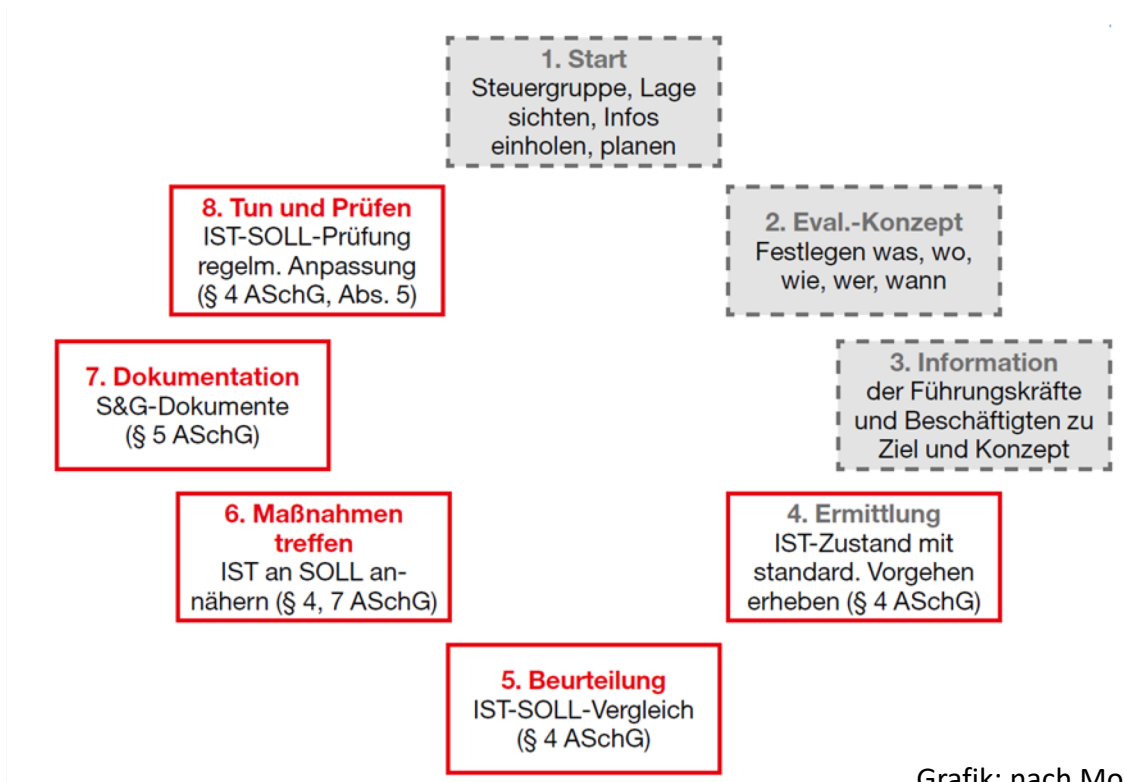 1. Start
Steuergruppe, Lage
sichten, Infos
einholen, planen
2. Eval.-Konzept
Festlegen was, wo,
wie, wer, wann
3. Information
der Führungskräfte
und Beschäftigten zu
Ziel und Konzept
4. Ermittlung
IST-Zustand mit
standard. Vorgehen
erheben (§ 4 ASchG)
5. Beurteilung
IST-SOLL-Vergleich
(§ 4 ASchG)
6. Maßnahmen
treffen
IST an SOLL an-
nähern (§ 4, 7 ASchG)
7. Dokumentation
S&G-Dokumente
(§ 5 ASchG)
8. Tun und Prüfen
IST-SOLL-Prüfung
regelm. Anpassung
(§ 4 ASchG, Abs. 5)
Grafik: nach Mo